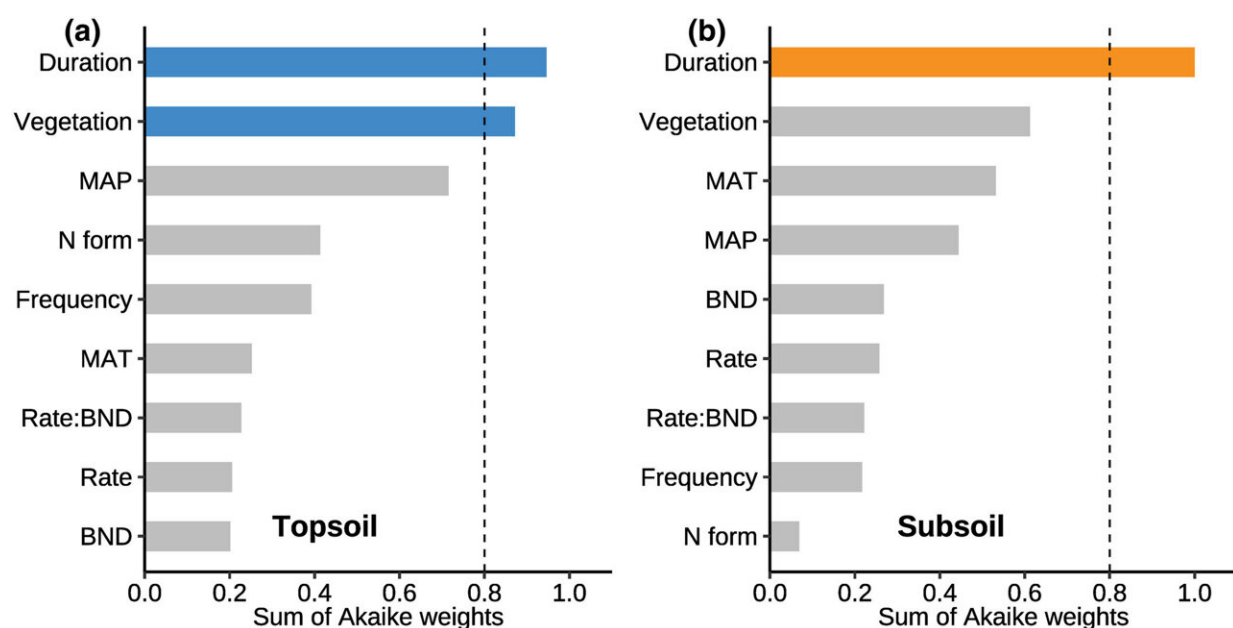 (a)
Duration
Vegetation
MAP
N form
Frequency
MAT
Rate:BND
Rate
BND
Topsoil
0.0 0.2 0.4 0.6 0.8 1.0
Sum of Akaike weights
(b)
Duration
Vegetation
MAT
MAP
BND
Rate
Rate:BND
Frequency
N form
Subsoil
0.0 0.2 0.4 0.6 0.8 1.0
Sum of Akaike weights